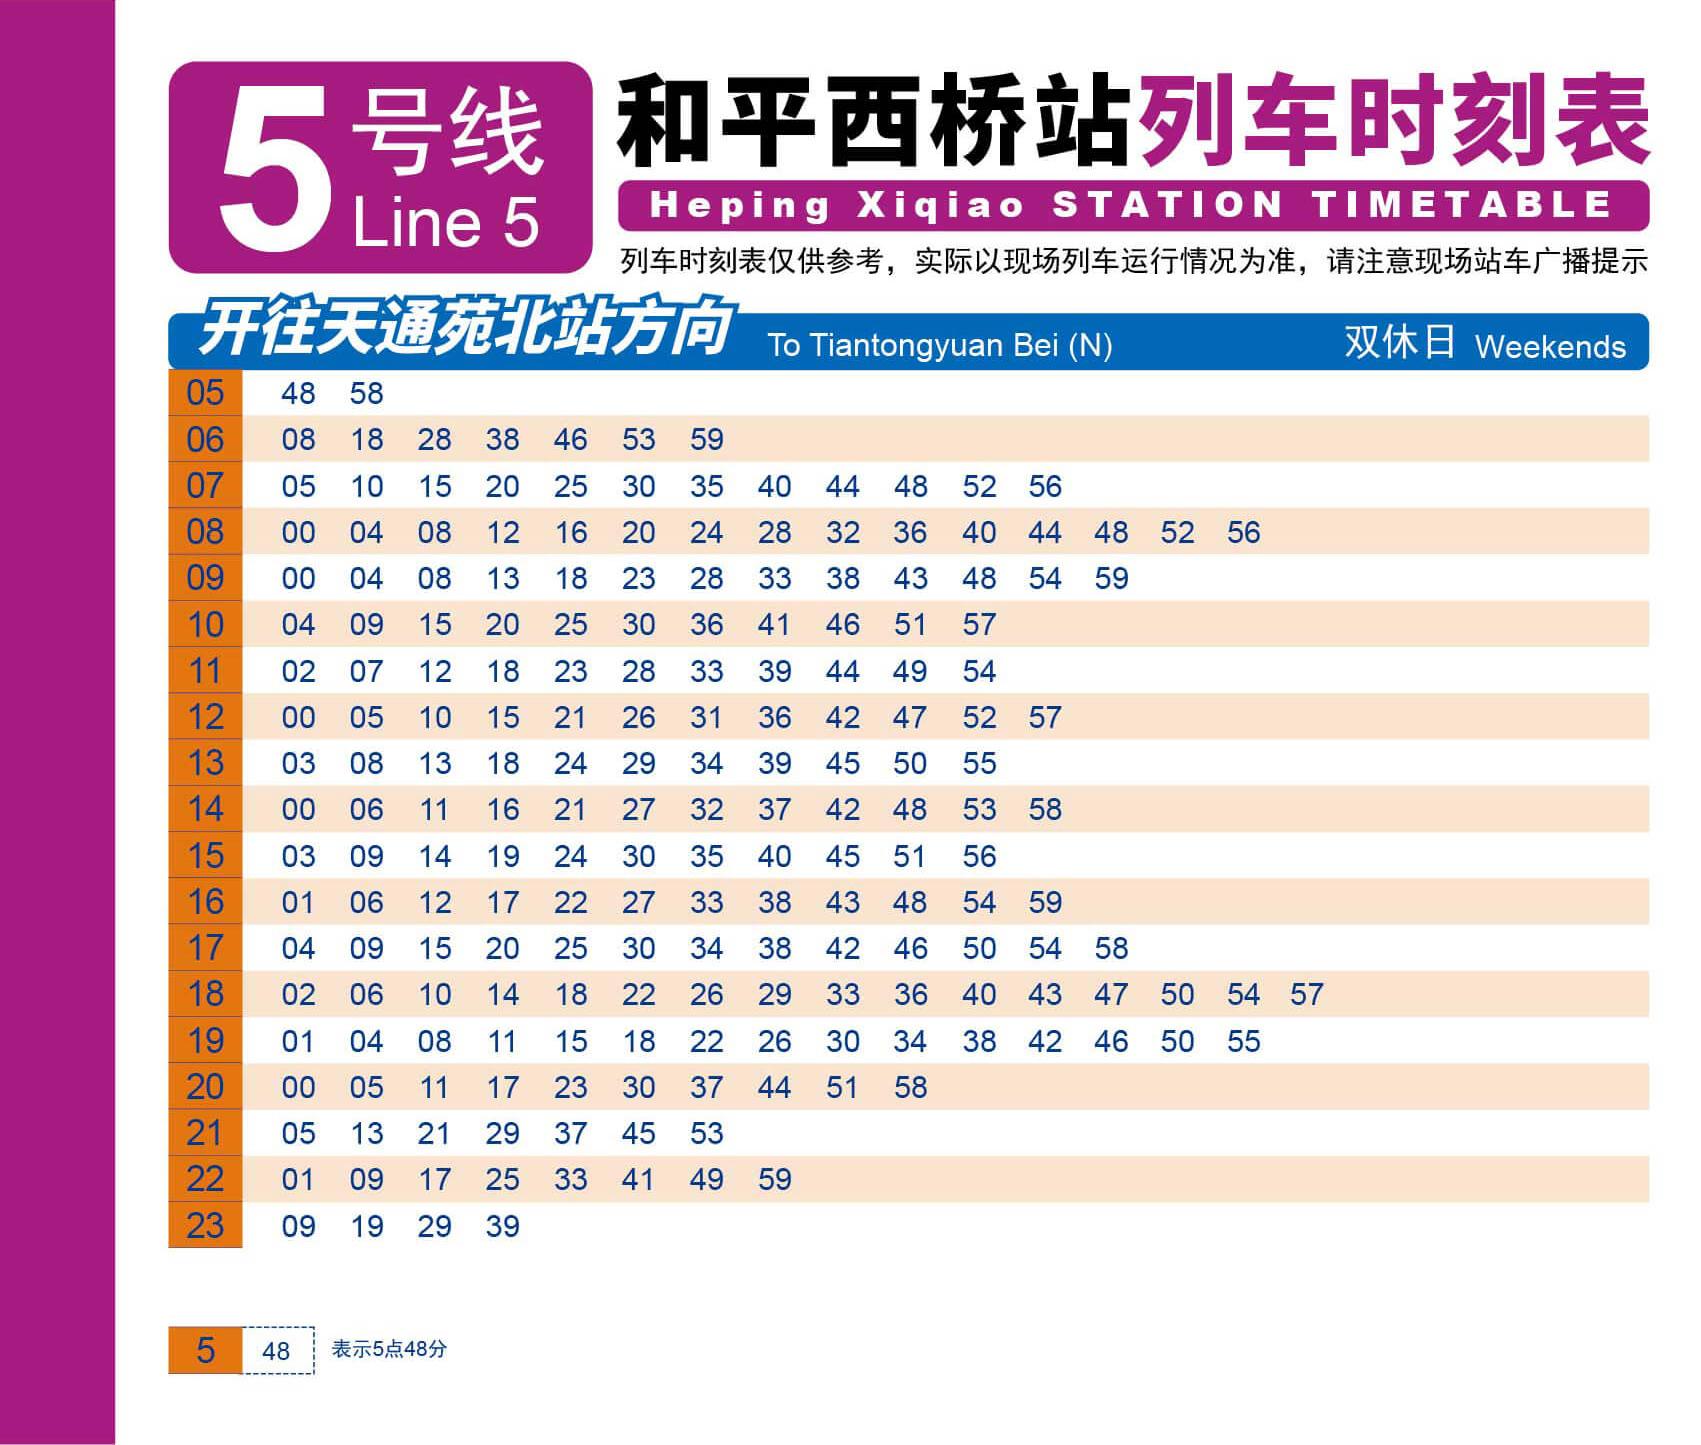 5号线
Line 5
和平西桥站列车时刻表
Heping Xiqiao STATION TIMETABLE
列车时刻表仅供参考，实际以现场列车运行情况为准，请注意现场站车广播提示
开往天通苑北站方向 To Tiantongyuan Bei (N) 双休日 Weekends
05 48 58
06 08 18 28 38 46 53 59
07 05 10 15 20 25 30 35 40 44 48 52 56
08 00 04 08 12 16 20 24 28 32 36 40 44 48 52 56
09 00 04 08 13 18 23 28 33 38 43 48 54 59
10 04 09 15 20 25 30 36 41 46 51 57
11 02 07 12 18 23 28 33 39 44 49 54
12 00 05 10 15 21 26 31 36 42 47 52 57
13 03 08 13 18 24 29 34 39 45 50 55
14 00 06 11 16 21 27 32 37 42 48 53 58
15 03 09 14 19 24 30 35 40 45 51 56
16 01 06 12 17 22 27 33 38 43 48 54 59
17 04 09 15 20 25 30 34 38 42 46 50 54 58
18 02 06 10 14 18 22 26 29 33 36 40 43 47 50 54 57
19 01 04 08 11 15 18 22 26 30 34 38 42 46 50 55
20 00 05 11 17 23 30 37 44 51 58
21 05 13 21 29 37 45 53
22 01 09 17 25 33 41 49 59
23 09 19 29 39
5 48 表示5点48分